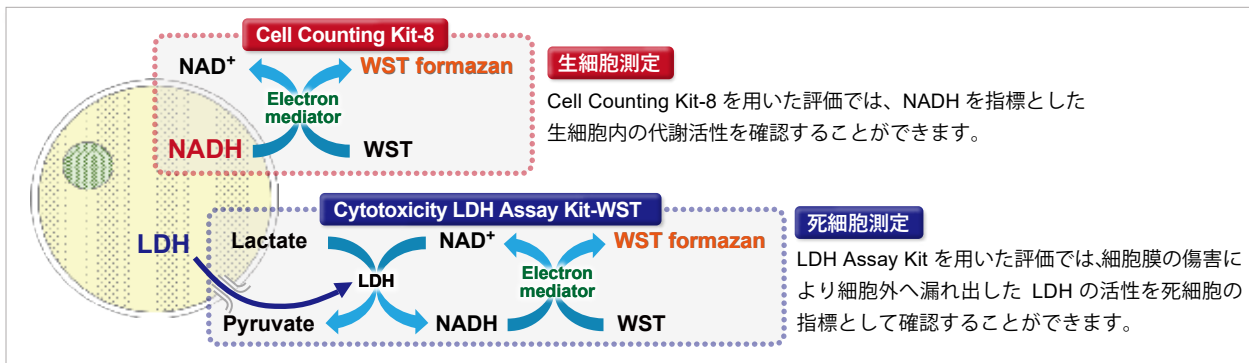 Cell Counting Kit-8
NAD⁺
WST formazan
Electron
mediator
NADH
WST
生細胞測定
Cell Counting Kit-8 を用いた評価では、NADH を指標とした
生細胞内の代謝活性を確認することができます。
Cytotoxicity LDH Assay Kit-WST
LDH
Lactate
NAD⁺
WST formazan
LDH
Electron
mediator
Pyruvate
NADH
WST
死細胞測定
LDH Assay Kit を用いた評価では、細胞膜の傷害に
より細胞外へ漏れ出した LDH の活性を死細胞の
指標として確認することができます。